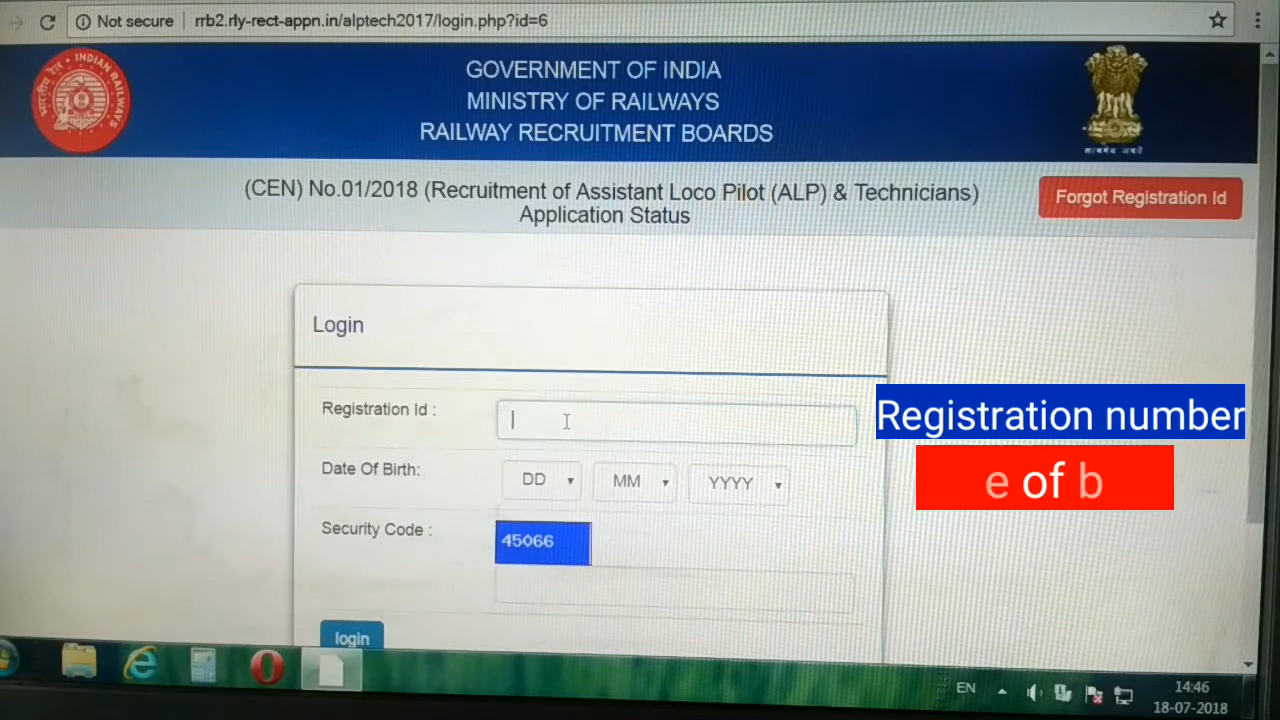 Not secure | rrb2.rly-rect-appn.in/alptech2017/login.php?id=6
INDIAN RAILWAYS
भारतीय रेल
GOVERNMENT OF INDIA
MINISTRY OF RAILWAYS
RAILWAY RECRUITMENT BOARDS
(CEN) No.01/2018 (Recruitment of Assistant Loco Pilot (ALP) & Technicians)
Application Status
Forgot Registration Id
Login
Registration Id :
Registration number
e of b
Date Of Birth:
DD
MM
YYYY
Security Code :
45066
login
EN
14:46
18-07-2018